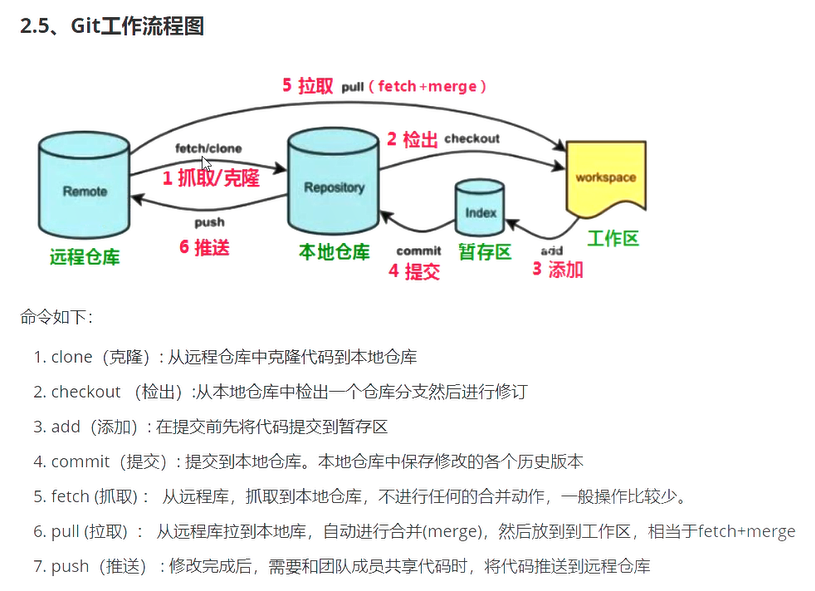 2.5、Git工作流程图
5 拉取 pull（fetch+merge）
fetch/clone
2 检出 checkout
1 抓取/克隆
Remote
Repository
workspace
Index
push
6 推送
远程仓库
本地仓库
commit
4 提交
暂存区
add
3 添加
工作区
命令如下：
1. clone（克隆）: 从远程仓库中克隆代码到本地仓库
2. checkout （检出）:从本地仓库中检出一个仓库分支然后进行修订
3. add（添加）: 在提交前先将代码提交到暂存区
4. commit（提交）: 提交到本地仓库。本地仓库中保存修改的各个历史版本
5. fetch (抓取) ： 从远程库，抓取到本地仓库，不进行任何的合并动作，一般操作比较少。
6. pull (拉取) ： 从远程库拉到本地库，自动进行合并(merge)，然后放到到工作区，相当于fetch+merge
7. push（推送） : 修改完成后，需要和团队成员共享代码时，将代码推送到远程仓库